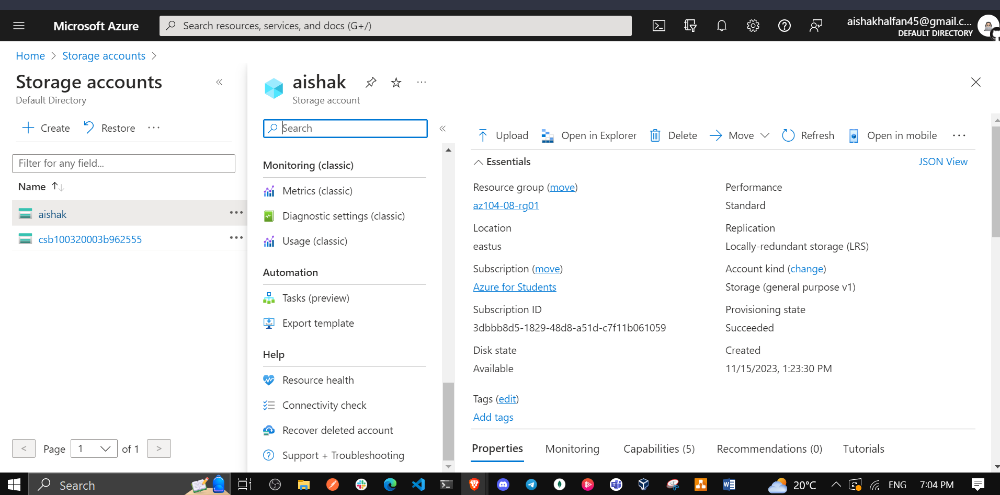 Microsoft Azure
Search resources, services, and docs (G+/)
aishakhalfan45@gmail.c...
DEFAULT DIRECTORY
Home > Storage accounts >
Storage accounts
Default Directory
Create
Restore
Filter for any field...
Name
aishak
csb100320003b962555
< Page 1 of 1 >
aishak
Storage account
Search
Monitoring (classic)
Metrics (classic)
Diagnostic settings (classic)
Usage (classic)
Automation
Tasks (preview)
Export template
Help
Resource health
Connectivity check
Recover deleted account
Support + Troubleshooting
Upload
Open in Explorer
Delete
Move
Refresh
Open in mobile
Essentials
JSON View
Resource group (move)
az104-08-rg01
Location
eastus
Subscription (move)
Azure for Students
Subscription ID
3dbbb8d5-1829-48d8-a51d-c7f11b061059
Disk state
Available
Performance
Standard
Replication
Locally-redundant storage (LRS)
Account kind (change)
Storage (general purpose v1)
Provisioning state
Succeeded
Created
11/15/2023, 1:23:30 PM
Tags (edit)
Add tags
Properties
Monitoring
Capabilities (5)
Recommendations (0)
Tutorials
Search
20°C
ENG
7:04 PM